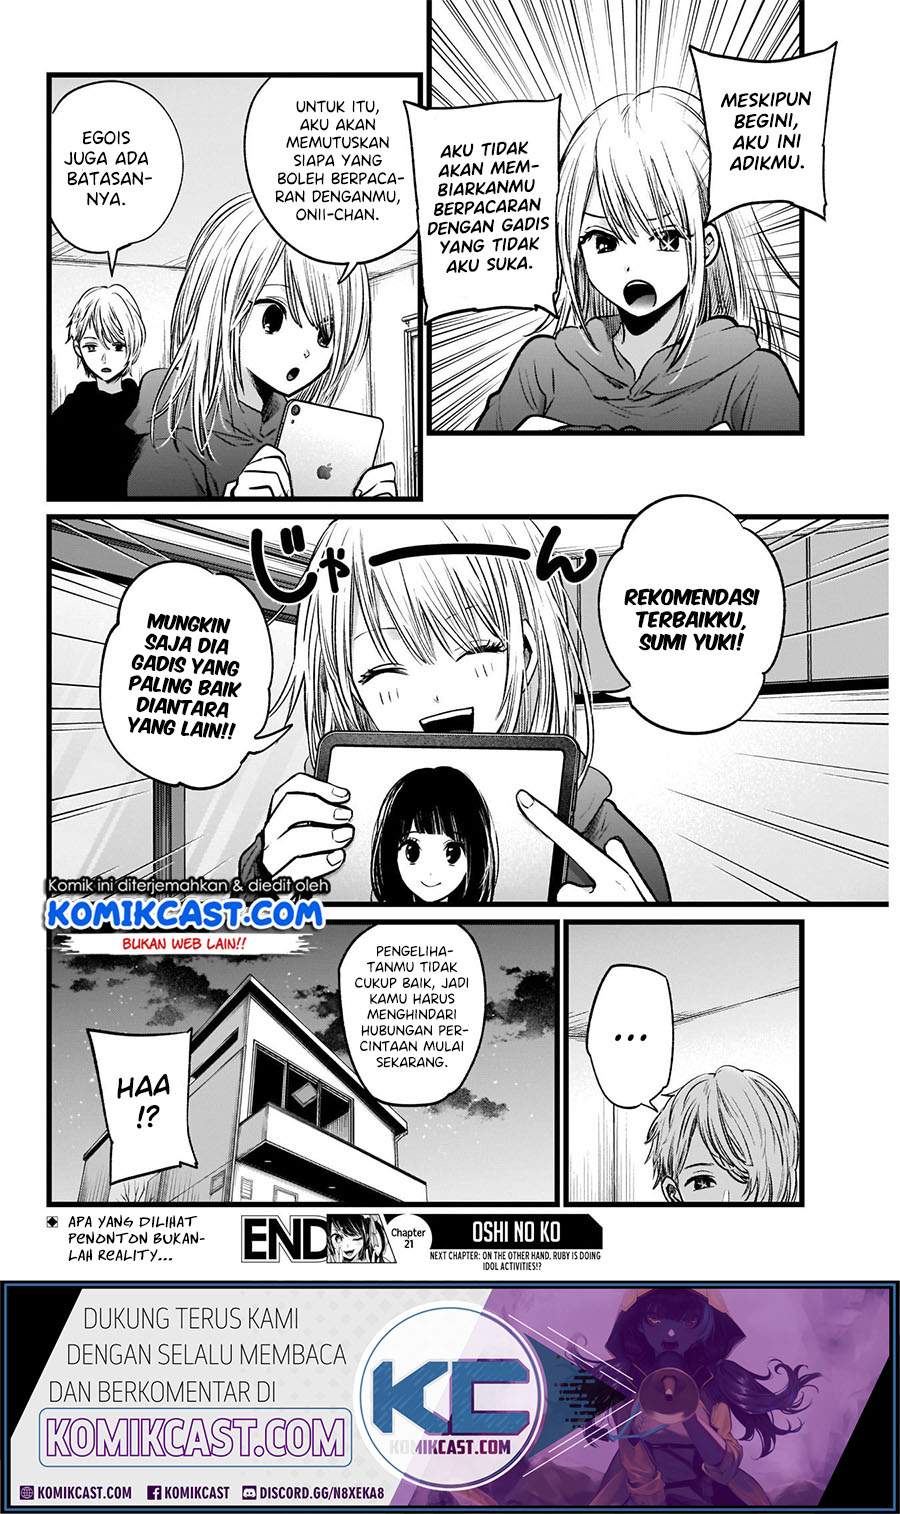 MESKIPUN
BEGINI,
AKU INI
ADIKMU.
AKU TIDAK
AKAN MEM-
BIARKANMU
BERPACARAN
DENGAN GADIS
YANG TIDAK
AKU SUKA.
UNTUK ITU,
AKU AKAN
MEMUTUSKAN
SIAPA YANG
BOLEH BERPACA-
RAN DENGANMU,
ONII-CHAN.
EGOIS
JUGA ADA
BATASAN-
NYA.
じゃーん
REKOMENDASI
TERBAIKKU,
SUMI YUKI!
MUNGKIN
SAJA DIA
GADIS YANG
PALING BAIK
DIANTARA
YANG LAIN!!
Komik ini diterjemahkan & diedit oleh
KOMIKCAST.COM
BUKAN WEB LAIN!!
...
PENGELIHA-
TANMU TIDAK
CUKUP BAIK, JADI
KAMU HARUS
MENGHINDARI
HUBUNGAN PER-
CINTAAN MULAI
SEKARANG.
HAA
!?
APA YANG DILIHAT
PENONTON BUKAN-
LAH REALITY...
END
Chapter
21
OSHI NO KO
NEXT CHAPTER: ON THE OTHER HAND, RUBY IS DOING
IDOL ACTIVITIES!?
DUKUNG TERUS KAMI
DENGAN SELALU MEMBACA
DAN BERKOMENTAR DI
KOMIKCAST.COM
KC
KOMIKCAST.COM
KOMIKCAST.COM KOMIKCAST DISCORD.GG/N8XEKA8